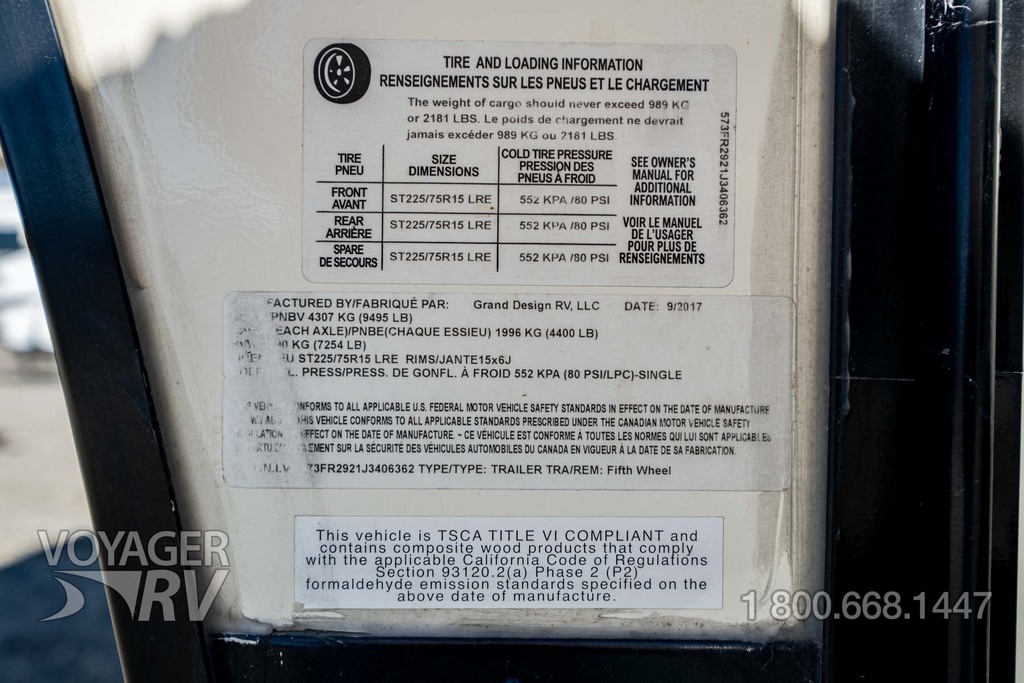 TIRE AND LOADING INFORMATION
RENSEIGNEMENTS SUR LES PNEUS ET LE CHARGEMENT
The weight of cargo should never exceed 989 KG
or 2181 LBS. Le poids de chargement ne devrait
jamais excéder 989 KG ou 2181 LBS.
TIRE PNEU SIZE DIMENSIONS COLD TIRE PRESSURE PRESSION DES PNEUS À FROID
FRONT AVANT ST225/75R15 LRE 552 KPA /80 PSI
REAR ARRIÈRE ST225/75R15 LRE 552 KPA /80 PSI
SPARE DE SECOURS ST225/75R15 LRE 552 KPA /80 PSI
SEE OWNER'S
MANUAL FOR
ADDITIONAL
INFORMATION
VOIR LE MANUEL
DE L'USAGER
POUR PLUS DE
RENSEIGNEMENTS
573FR2921J3406362
FACTURED BY/FABRIQUÉ PAR: Grand Design RV, LLC DATE: 9/2017
PNBV 4307 KG (9495 LB)
EACH AXLE)/PNBE(CHAQUE ESSIEU) 1996 KG (4400 LB)
KG (7254 LB)
ST225/75R15 LRE RIMS/JANTE15x6J
PRESS/PRESS. DE GONFL. À FROID 552 KPA (80 PSI/LPC)-SINGLE
NFORMS TO ALL APPLICABLE U.S. FEDERAL MOTOR VEHICLE SAFETY STANDARDS IN EFFECT ON THE DATE OF MANUFACTURE
HIS VEHICLE CONFORMS TO ALL APPLICABLE STANDARDS PRESCRIBED UNDER THE CANADIAN MOTOR VEHICLE SAFETY
EFFECT ON THE DATE OF MANUFACTURE. - CE VÉHICULE EST CONFORME À TOUTES LES NORMES QUI LUI SONT APPLICABLES
EMENT SUR LA SÉCURITÉ DES VÉHICULES AUTOMOBILES DU CANADA EN VIGUEUR À LA DATE DE SA FABRICATION.
73FR2921J3406362 TYPE/TYPE: TRAILER TRA/REM: Fifth Wheel
This vehicle is TSCA TITLE VI COMPLIANT and
contains composite wood products that comply
with the applicable California Code of Regulations
Section 93120.2(a) Phase 2 (P2)
formaldehyde emission standards specified on the
above date of manufacture.
VOYAGER
RV
1 800.668.1447